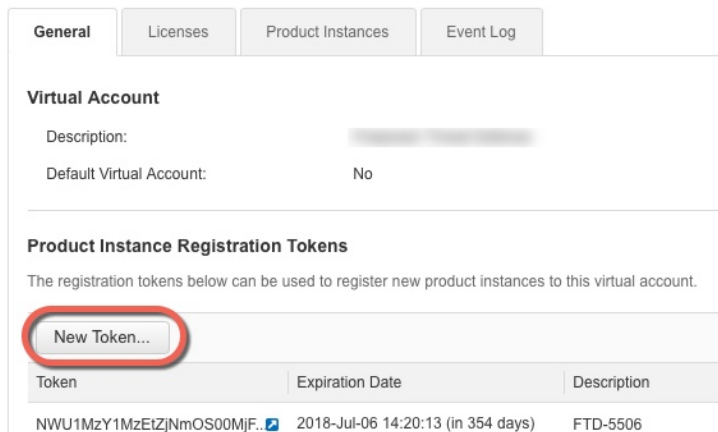 General Licenses Product Instances Event Log
Virtual Account
Description:
Default Virtual Account: No
Product Instance Registration Tokens
The registration tokens below can be used to register new product instances to this virtual account.
New Token...
Token Expiration Date Description
NWU1MzY1MzEtZjNmOS00MjF.. 2018-Jul-06 14:20:13 (in 354 days) FTD-5506